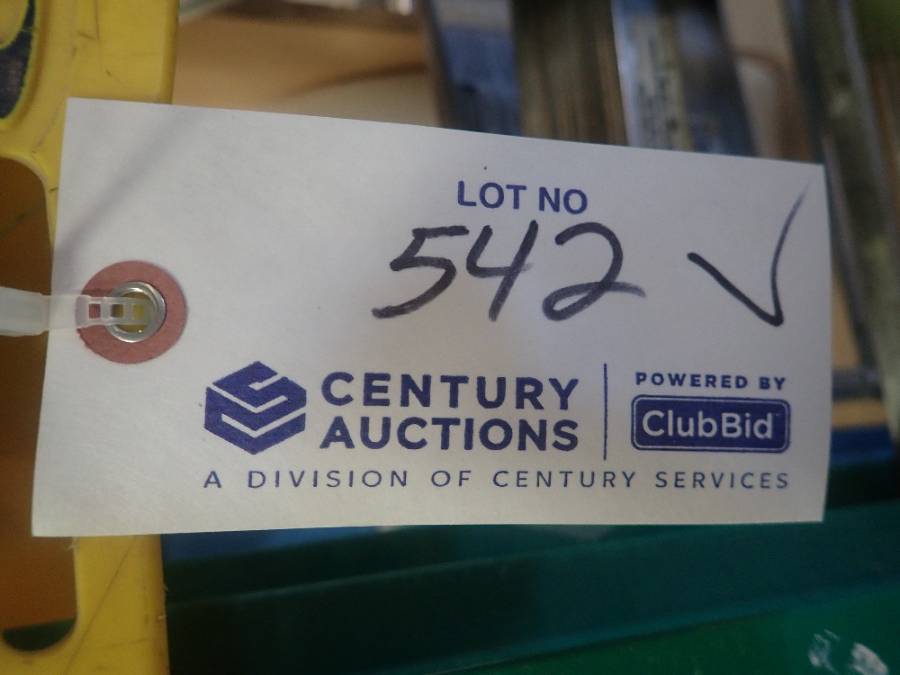 LOT NO
542 ✓
CENTURY
AUCTIONS
POWERED BY
ClubBid
A DIVISION OF CENTURY SERVICES